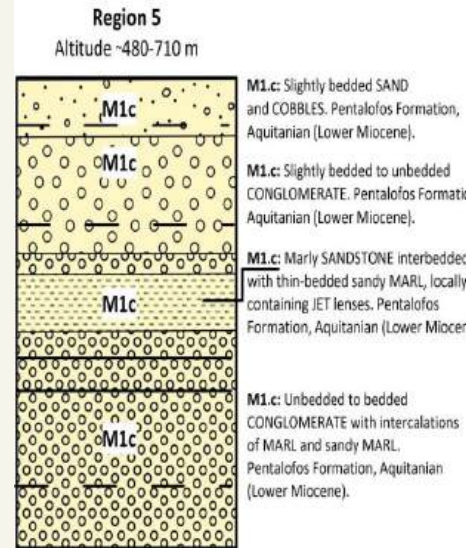 Region 5
Altitude ~480-710 m
M1c
M1c
M1c
M1c
M1.c: Slightly bedded SAND
and COBBLES. Pentalofos Formation,
Aquitanian (Lower Miocene).
M1.c: Slightly bedded to unbedded
CONGLOMERATE. Pentalofos Formatio
Aquitanian (Lower Miocene).
M1.c: Marly SANDSTONE interbedded
with thin-bedded sandy MARL, locally
containing JET lenses. Pentalofos
Formation, Aquitanian (Lower Miocen
M1.c: Unbedded to bedded
CONGLOMERATE with intercalations
of MARL and sandy MARL.
Pentalofos Formation, Aquitanian
(Lower Miocene).